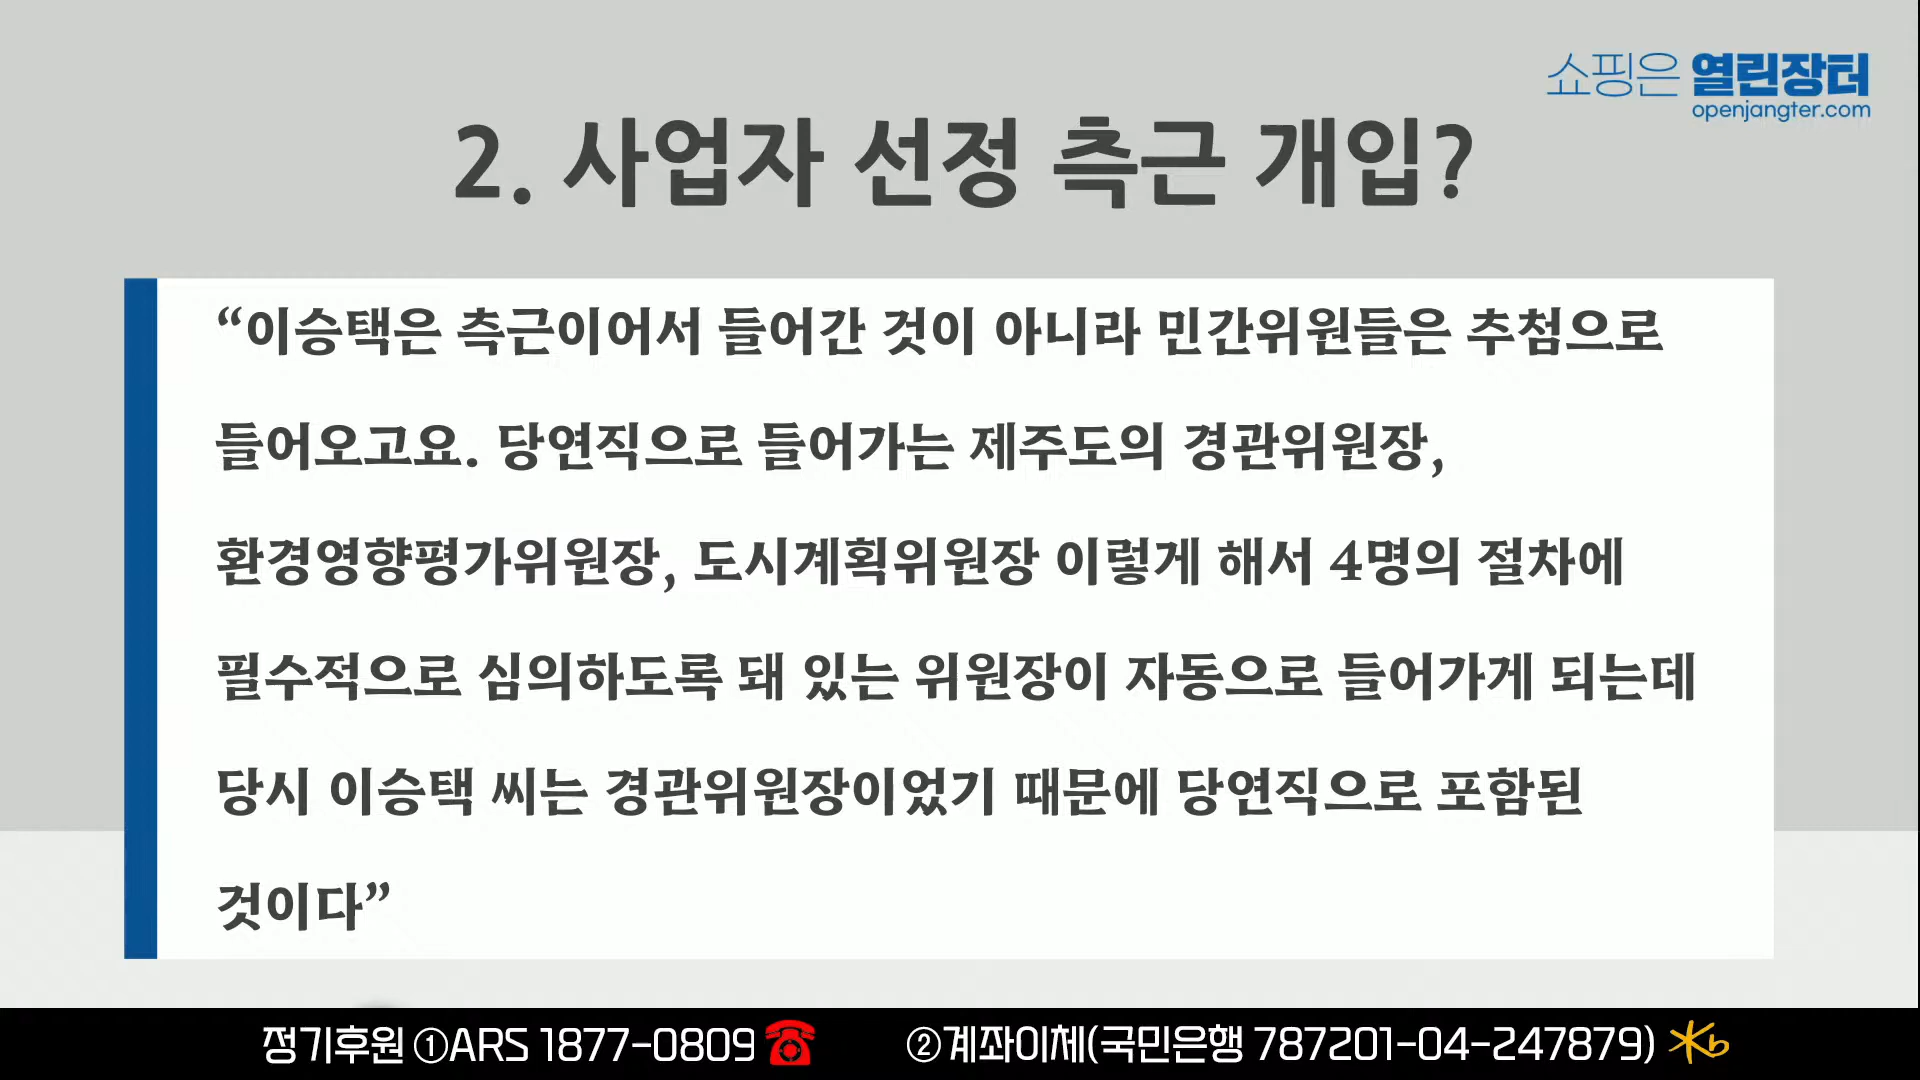 쇼핑은 열린장터
openjangter.com
2. 사업자 선정 측근 개입?
“이승택은 측근이어서 들어간 것이 아니라 민간위원들은 추첨으로
들어오고요. 당연직으로 들어가는 제주도의 경관위원장,
환경영향평가위원장, 도시계획위원장 이렇게 해서 4명의 절차에
필수적으로 심의하도록 돼 있는 위원장이 자동으로 들어가게 되는데
당시 이승택 씨는 경관위원장이었기 때문에 당연직으로 포함된
것이다”
정기후원 ①ARS 1877-0809 ②계좌이체(국민은행 787201-04-247879)